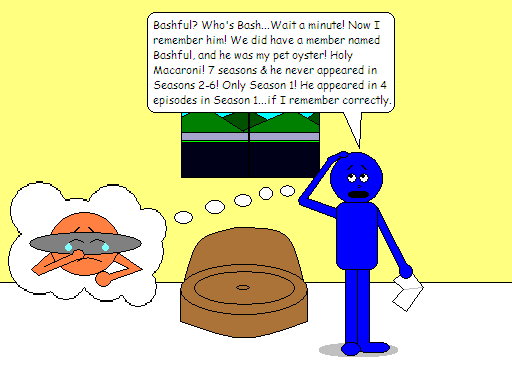 Bashful? Who's Bash...Wait a minute! Now I
remember him! We did have a member named
Bashful, and he was my pet oyster! Holy
Macaroni! 7 seasons & he never appeared in
Seasons 2-6! Only Season 1! He appeared in 4
episodes in Season 1...if I remember correctly.